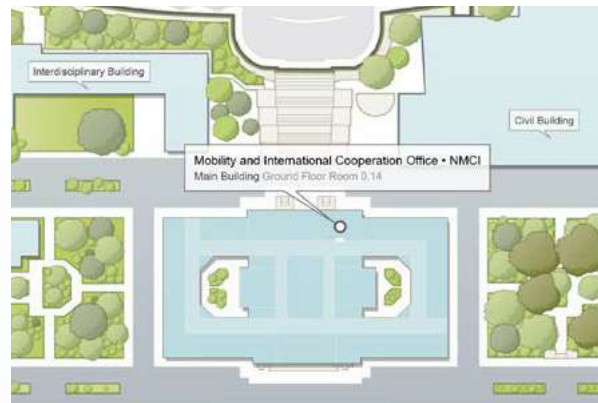 Interdisciplinary Building
Civil Building
Mobility and International Cooperation Office • NMCI
Main Building Ground Floor Room 0.14